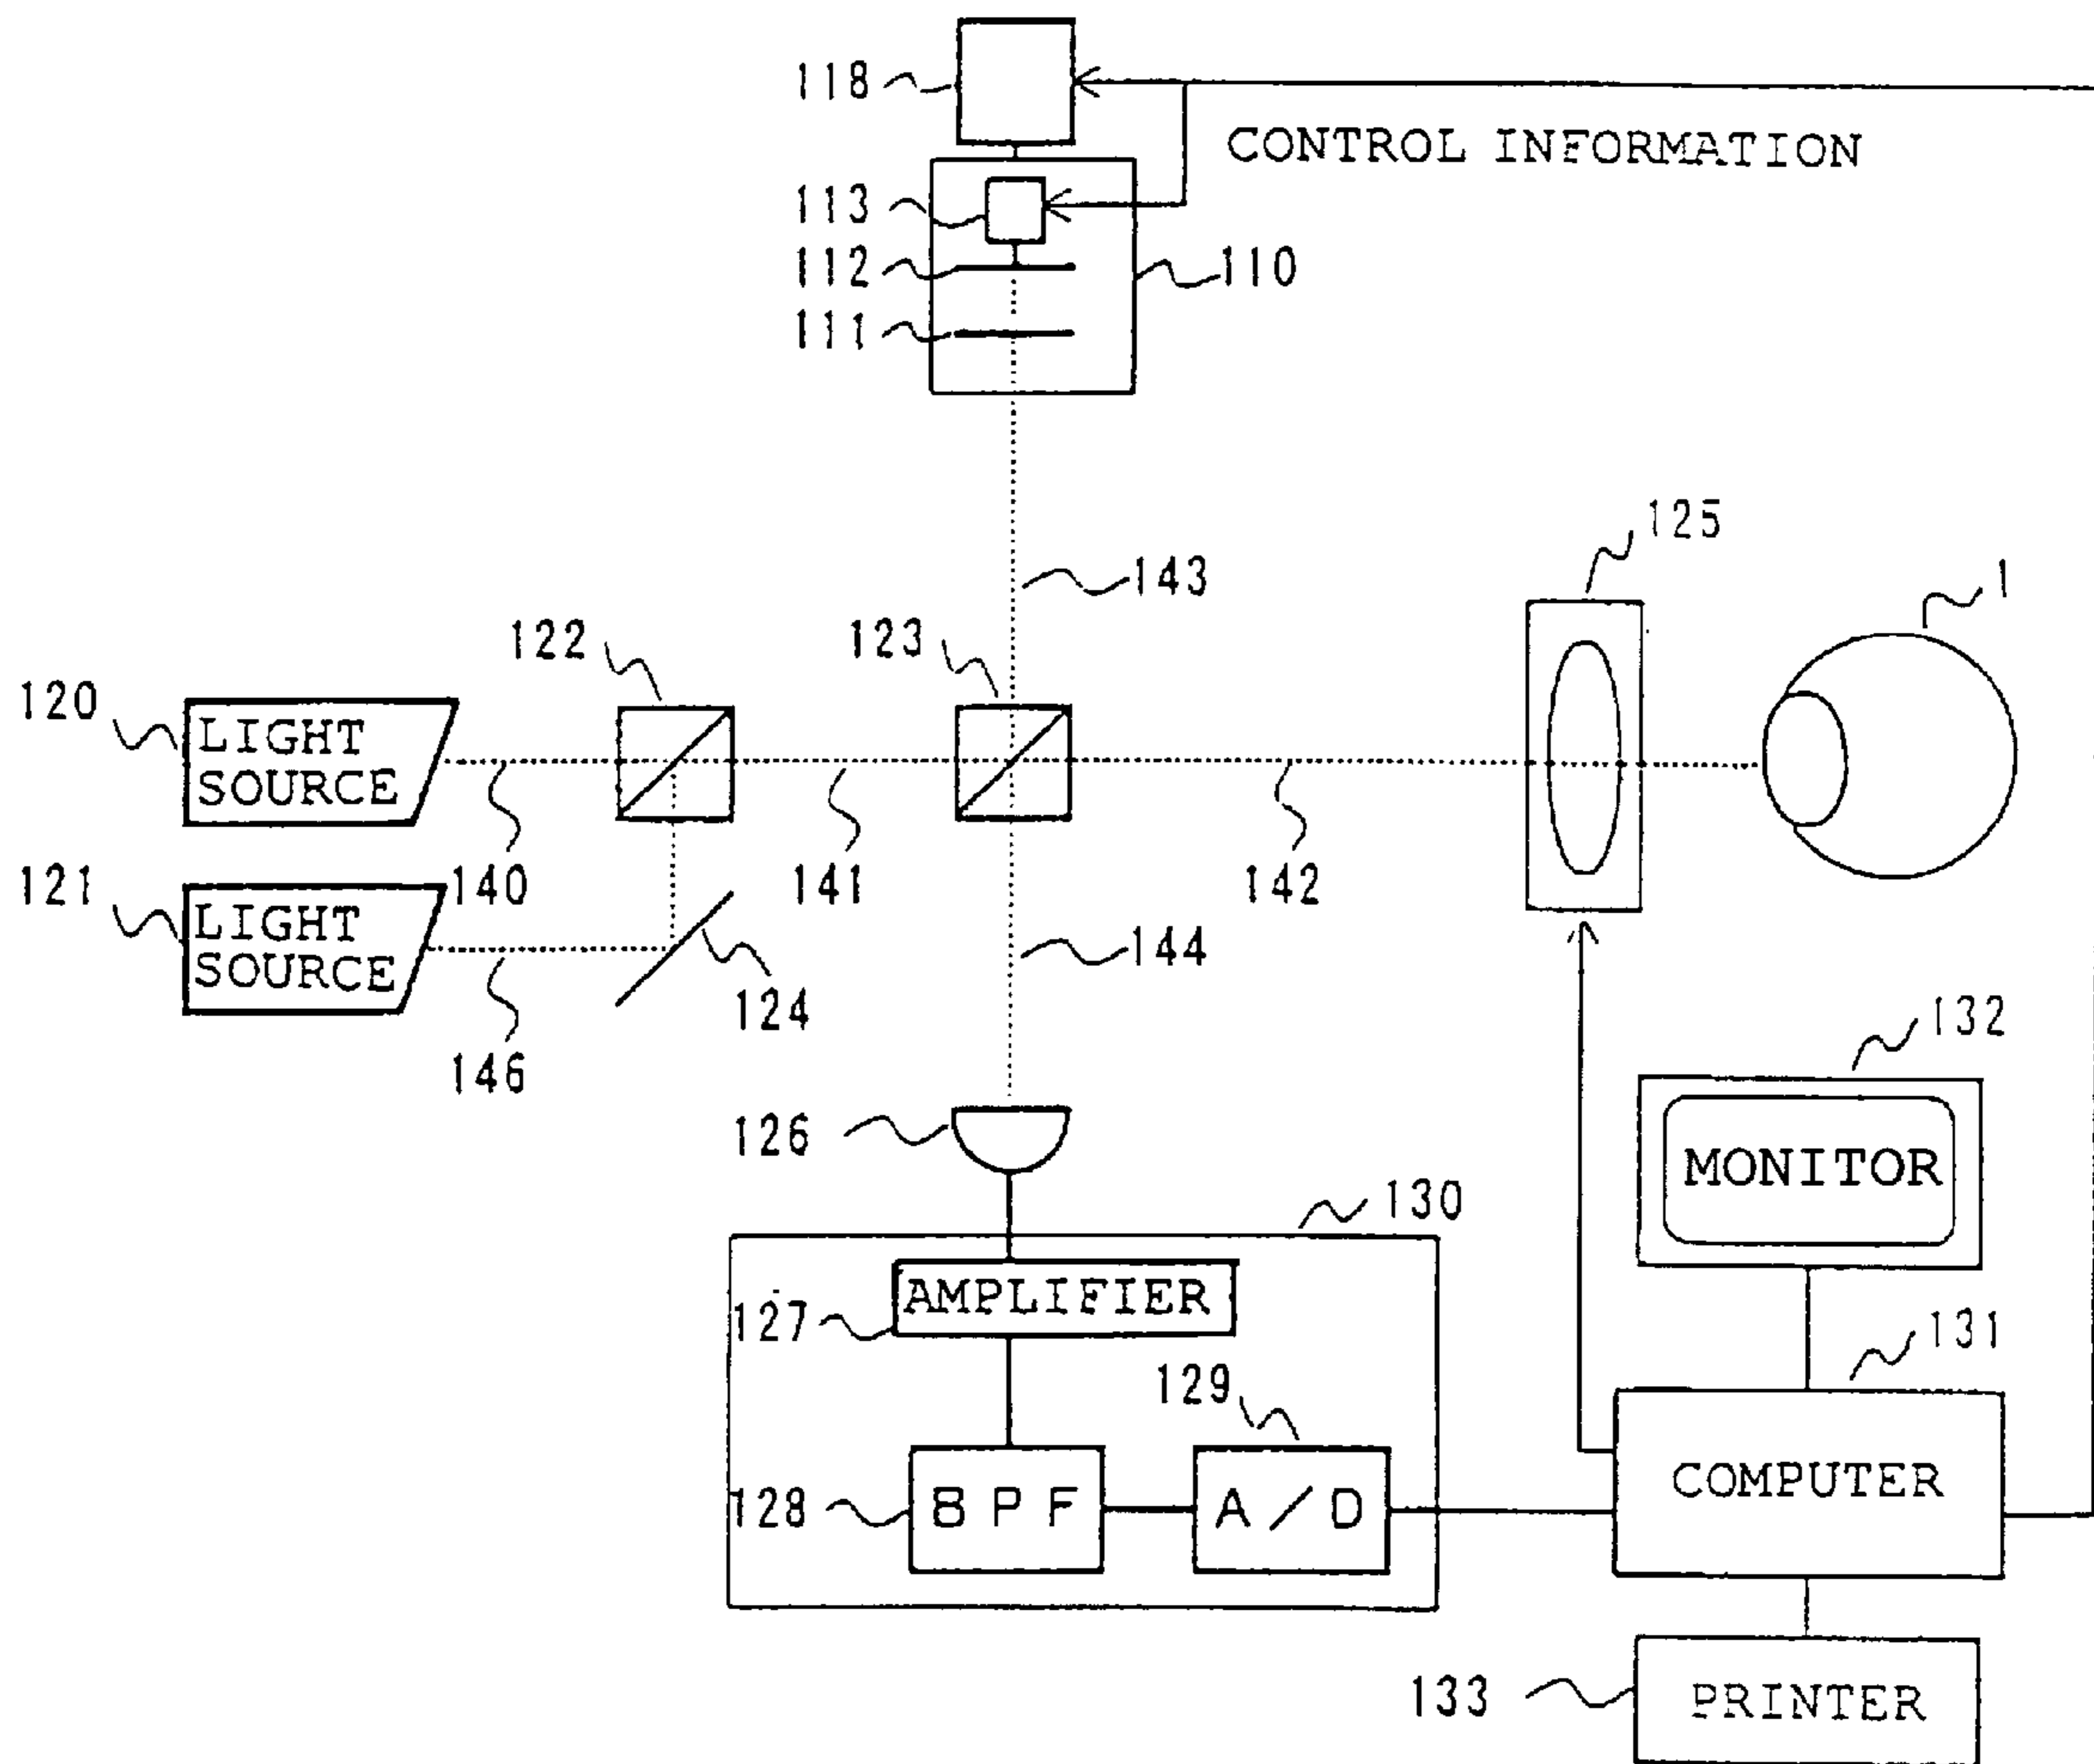 118
CONTROL INFORMATION
113
112
110
111
125
143
1
122
123
120
LIGHT
SOURCE
121
140
141
142
LIGHT
SOURCE
144
124
146
132
126
MONITOR
130
AMPLIFIER
127
131
129
COMPUTER
128
BPF
A/D
133
PRINTER